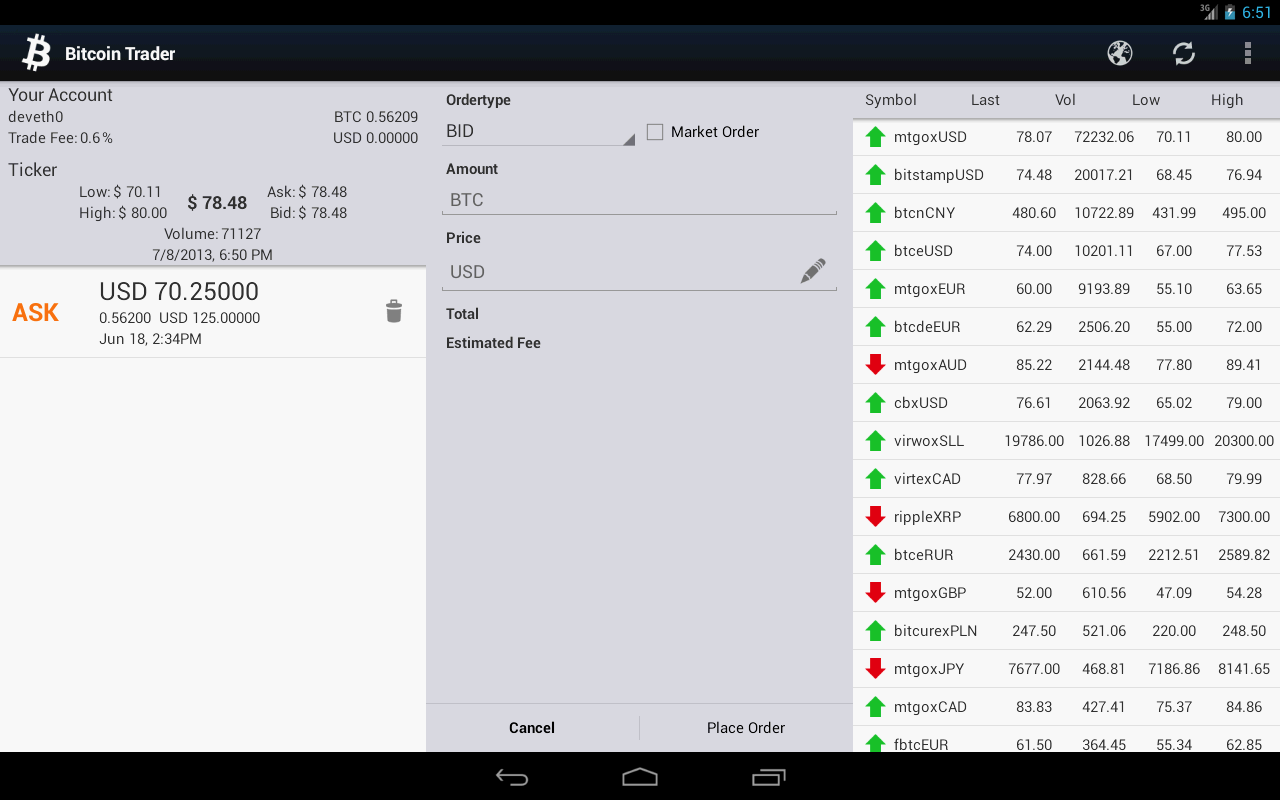 3G 6:51
Bitcoin Trader
Your Account
deveth0 BTC 0.56209
Trade Fee: 0.6% USD 0.00000
Ticker
Low: $ 70.11 $ 78.48 Ask: $ 78.48
High: $ 80.00 Bid: $ 78.48
Volume: 71127
7/8/2013, 6:50 PM
ASK
USD 70.25000
0.56200 USD 125.00000
Jun 18, 2:34PM
Ordertype
BID Market Order
Amount
BTC
Price
USD
Total
Estimated Fee
Cancel Place Order
Symbol Last Vol Low High
mtgoxUSD 78.07 72232.06 70.11 80.00
bitstampUSD 74.48 20017.21 68.45 76.94
btcnCNY 480.60 10722.89 431.99 495.00
btceUSD 74.00 10201.11 67.00 77.53
mtgoxEUR 60.00 9193.89 55.10 63.65
btcdeEUR 62.29 2506.20 55.00 72.00
mtgoxAUD 85.22 2144.48 77.80 89.41
cbxUSD 76.61 2063.92 65.02 79.00
virwoxSLL 19786.00 1026.88 17499.00 20300.00
virtexCAD 77.97 828.66 68.50 79.99
rippleXRP 6800.00 694.25 5902.00 7300.00
btceRUR 2430.00 661.59 2212.51 2589.82
mtgoxGBP 52.00 610.56 47.09 54.28
bitcurexPLN 247.50 521.06 220.00 248.50
mtgoxJPY 7677.00 468.81 7186.86 8141.65
mtgoxCAD 83.83 427.41 75.37 84.86
fbtcEUR 61.50 364.45 55.34 62.85